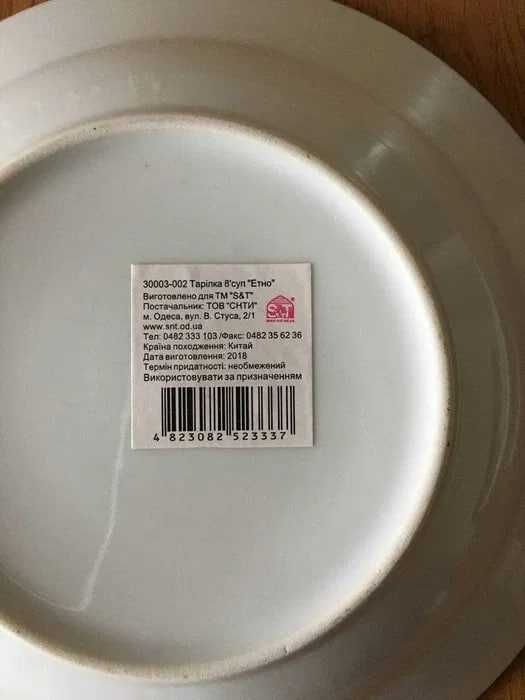 30003-002 Тарілка 8'суп "Етно"
Виготовлено для ТМ "S&T"
Постачальник: ТОВ "СНТИ"
м. Одеса, вул. В. Стуса, 2/1
www.snt.od.ua
Тел: 0482 333 103 /Факс: 0482 35 62 36
Країна походження: Китай
Дата виготовлення: 2018
Термін придатності: необмежений
Використовувати за призначенням
S&T
4 823082 523337